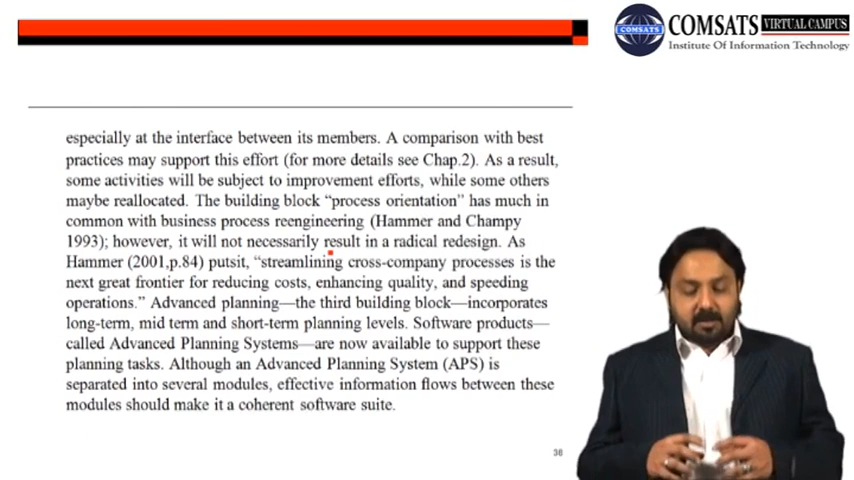 COMSATS VIRTUAL CAMPUS
COMSATS
Institute Of Information Technology
especially at the interface between its members. A comparison with best
practices may support this effort (for more details see Chap.2). As a result,
some activities will be subject to improvement efforts, while some others
maybe reallocated. The building block “process orientation” has much in
common with business process reengineering (Hammer and Champy
1993); however, it will not necessarily result in a radical redesign. As
Hammer (2001,p.84) putsit, “streamlining cross-company processes is the
next great frontier for reducing costs, enhancing quality, and speeding
operations.” Advanced planning—the third building block—incorporates
long-term, mid term and short-term planning levels. Software products—
called Advanced Planning Systems—are now available to support these
planning tasks. Although an Advanced Planning System (APS) is
separated into several modules, effective information flows between these
modules should make it a coherent software suite.
38